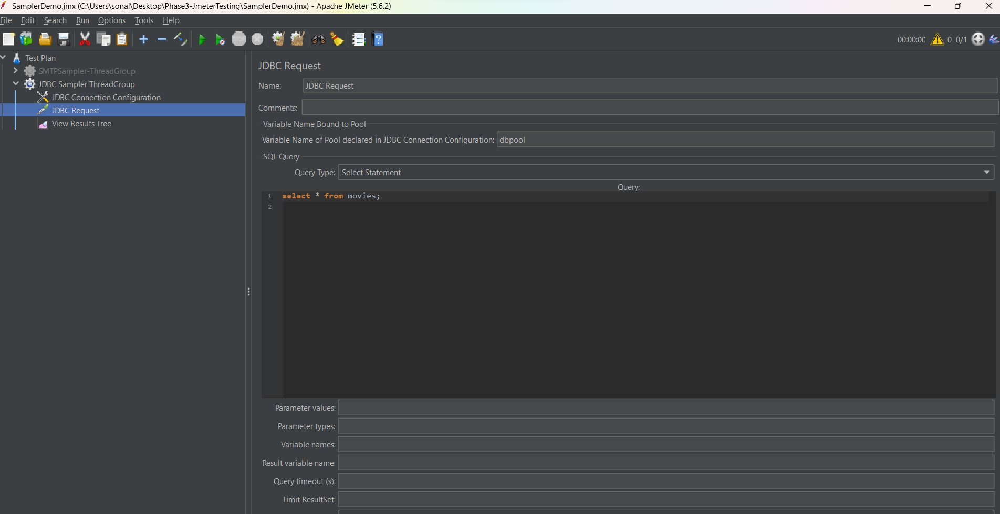 SamplerDemo.jmx (C:\Users\sonal\Desktop\Phase3-JmeterTesting\SamplerDemo.jmx) - Apache JMeter (5.6.2)
File Edit Search Run Options Tools Help
STOP
?
00:00:00 0 0/1
Test Plan
SMTPSampler-ThreadGroup
JDBC Sampler ThreadGroup
JDBC Connection Configuration
JDBC Request
View Results Tree
JDBC Request
Name: JDBC Request
Comments:
Variable Name Bound to Pool
Variable Name of Pool declared in JDBC Connection Configuration: dbpool
SQL Query
Query Type: Select Statement
Query:
1 select * from movies;
2
Parameter values:
Parameter types:
Variable names:
Result variable name:
Query timeout (s):
Limit ResultSet: